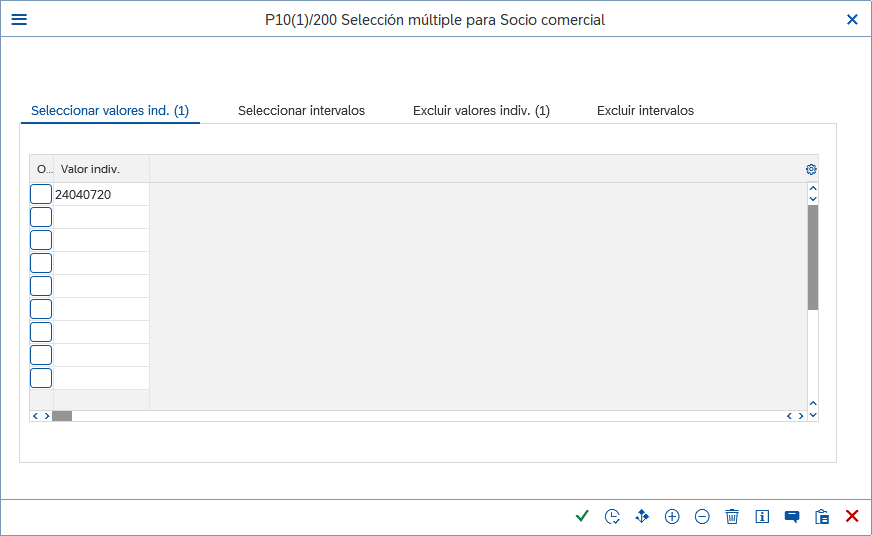 P10(1)/200 Selección múltiple para Socio comercial
Seleccionar valores ind. (1) Seleccionar intervalos Excluir valores indiv. (1) Excluir intervalos
O... Valor indiv.
24040720